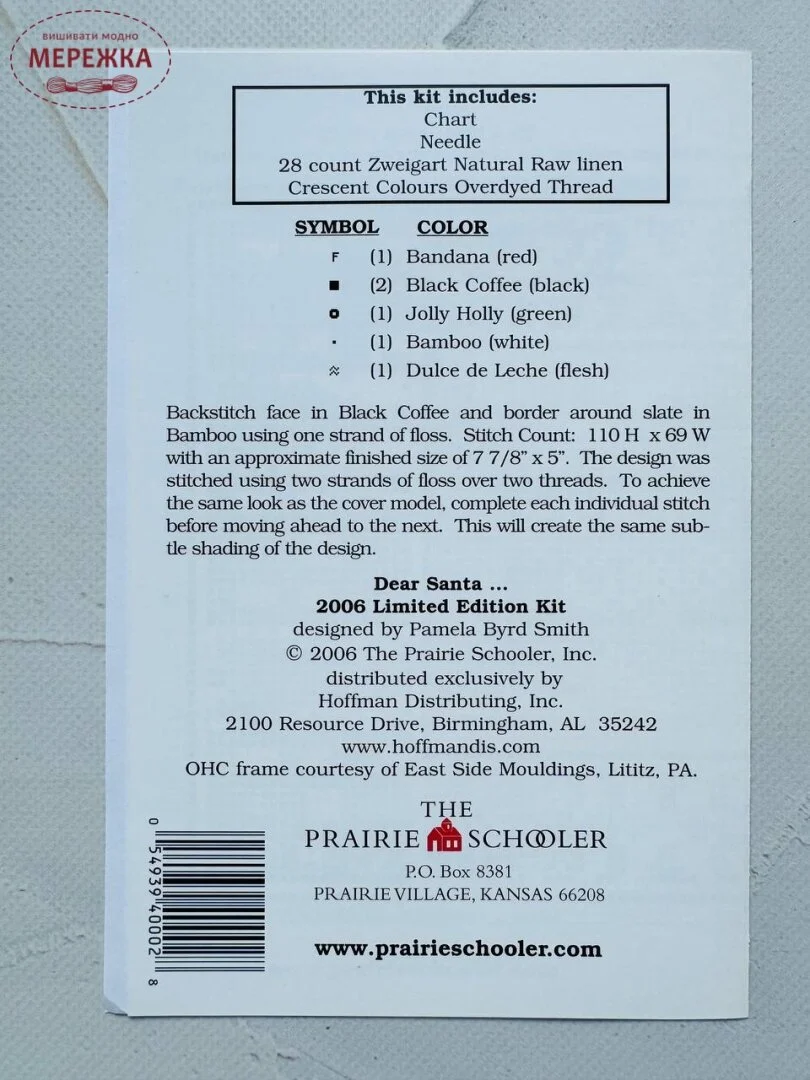 вишивати модно
МЕРЕЖКА
This kit includes:
Chart
Needle
28 count Zweigart Natural Raw linen
Crescent Colours Overdyed Thread
SYMBOL COLOR
F (1) Bandana (red)
■ (2) Black Coffee (black)
(1) Jolly Holly (green)
· (1) Bamboo (white)
(1) Dulce de Leche (flesh)
Backstitch face in Black Coffee and border around slate in
Bamboo using one strand of floss. Stitch Count: 110 H x 69 W
with an approximate finished size of 7 7/8" x 5". The design was
stitched using two strands of floss over two threads. To achieve
the same look as the cover model, complete each individual stitch
before moving ahead to the next. This will create the same sub-
tle shading of the design.
Dear Santa ...
2006 Limited Edition Kit
designed by Pamela Byrd Smith
© 2006 The Prairie Schooler, Inc.
distributed exclusively by
Hoffman Distributing, Inc.
2100 Resource Drive, Birmingham, AL 35242
www.hoffmandis.com
OHC frame courtesy of East Side Mouldings, Lititz, PA.
THE
PRAIRIE SCHOOLER
P.O. Box 8381
PRAIRIE VILLAGE, KANSAS 66208
www.prairieschooler.com
0 54939 40002 8